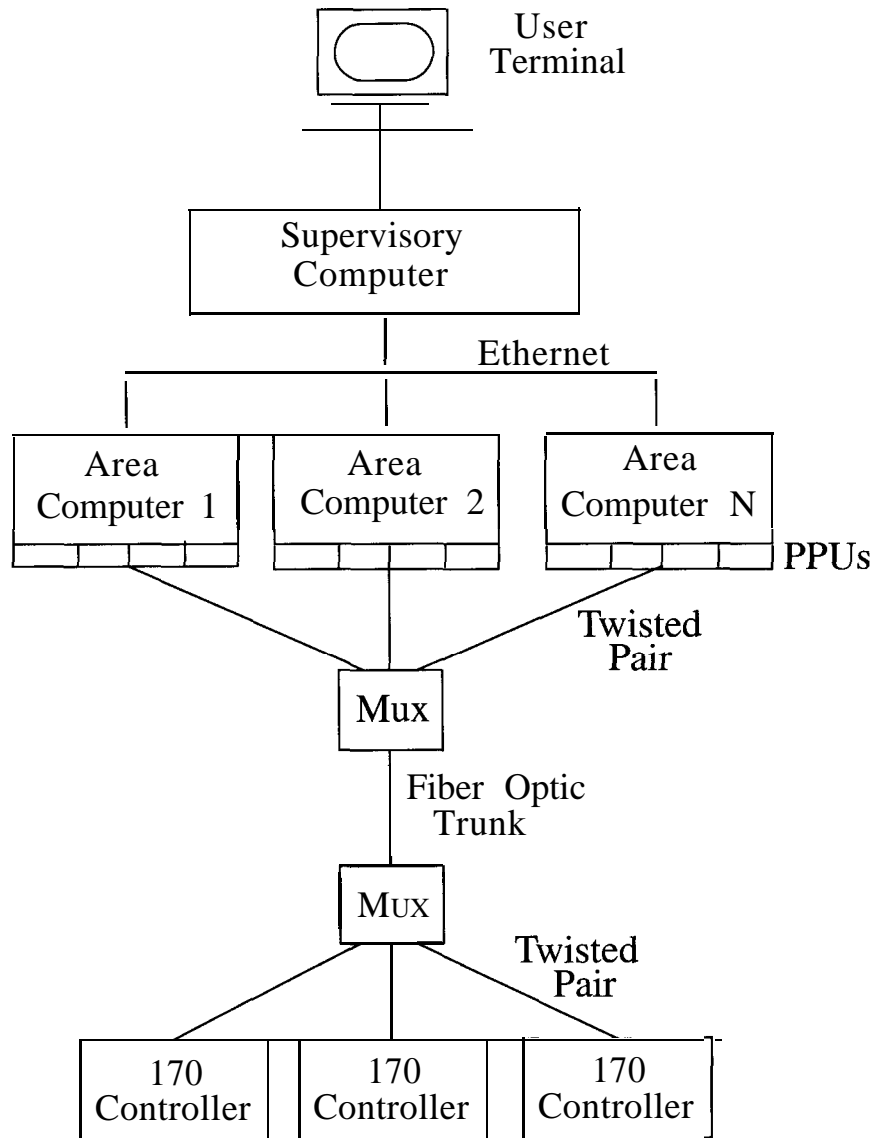 User
Terminal
Supervisory
Computer
Ethernet
Area
Computer 1
Area
Computer 2
Area
Computer N
PPUs
Twisted
Pair
Mux
Fiber Optic
Trunk
MUX
Twisted
Pair
170
Controller
170
Controller
170
Controller